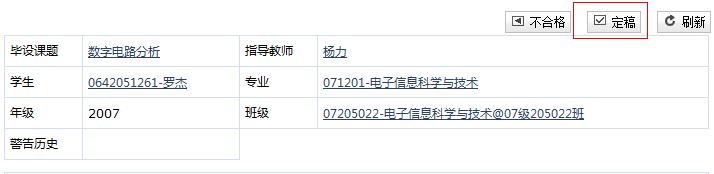 不合格 定稿 刷新
毕设课题 数字电路分析 指导教师 杨力
学生 0642051261-罗杰 专业 071201-电子信息科学与技术
年级 2007 班级 07205022-电子信息科学与技术@07级205022班
警告历史